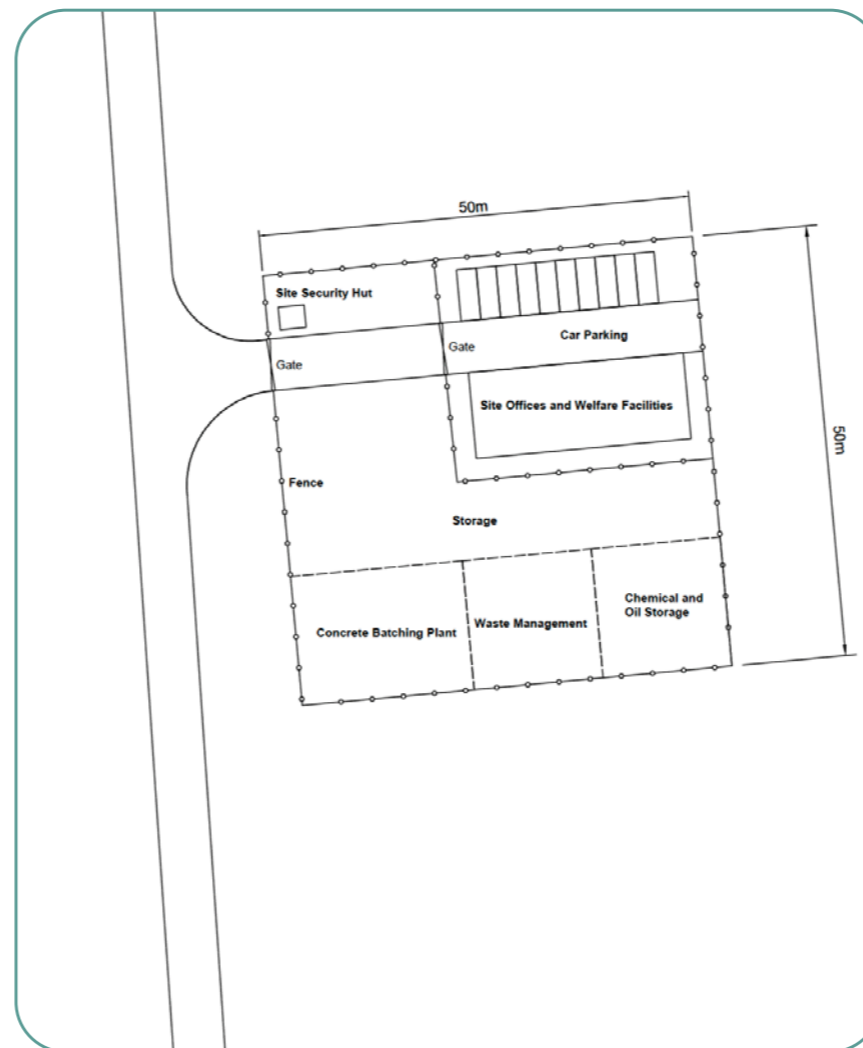 50m
Site Security Hut
Gate
Gate
Car Parking
Site Offices and Welfare Facilities
50m
Fence
Storage
Concrete Batching Plant
Waste Management
Chemical and
Oil Storage